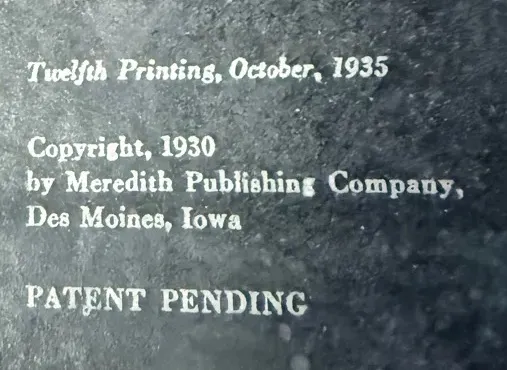 Twelfth Printing, October, 1935
Copyright, 1930
by Meredith Publishing Company,
Des Moines, Iowa
PATENT PENDING